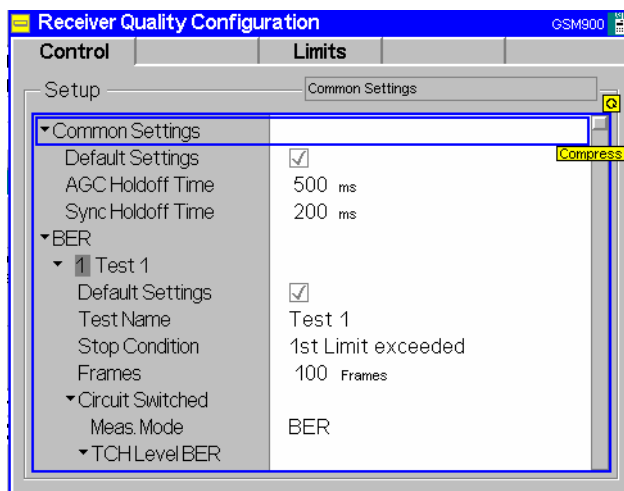 Receiver Quality Configuration GSM900
Control Limits
Setup Common Settings
Q
Common Settings
Compress
Default Settings
AGC Holdoff Time 500 ms
Sync Holdoff Time 200 ms
BER
1 Test 1
Default Settings
Test Name Test 1
Stop Condition 1st Limit exceeded
Frames 100 Frames
Circuit Switched
Meas. Mode BER
TCH Level BER